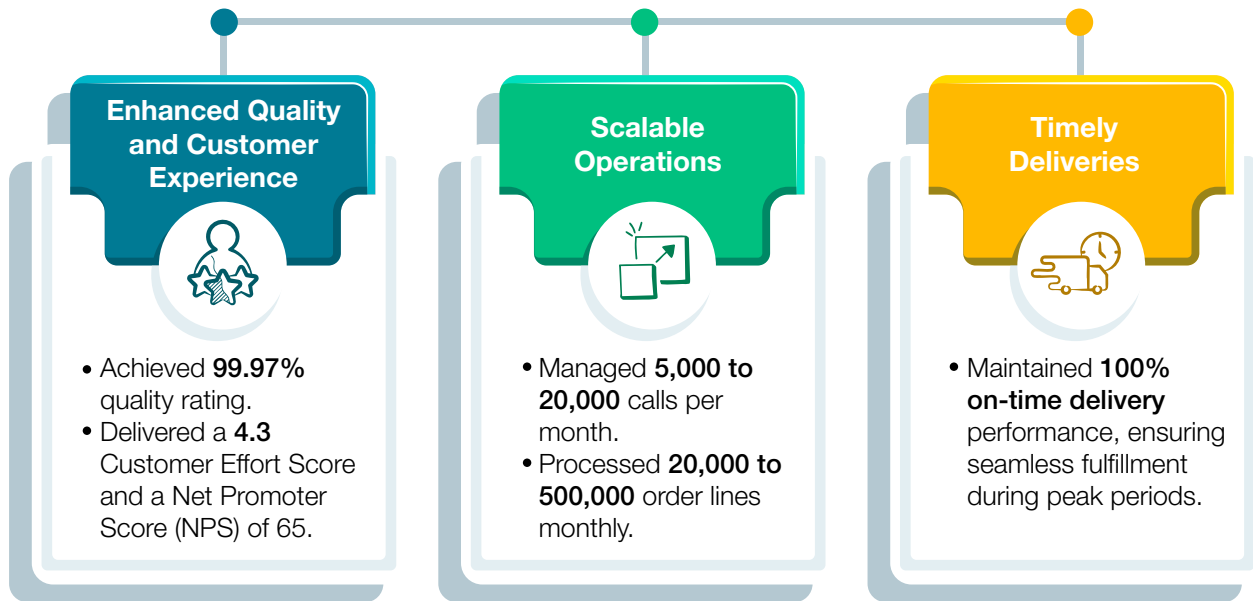 Enhanced Quality
and Customer
Experience
• Achieved 99.97%
quality rating.
• Delivered a 4.3
Customer Effort Score
and a Net Promoter
Score (NPS) of 65.
Scalable
Operations
• Managed 5,000 to
20,000 calls per
month.
• Processed 20,000 to
500,000 order lines
monthly.
Timely
Deliveries
• Maintained 100%
on-time delivery
performance, ensuring
seamless fulfillment
during peak periods.